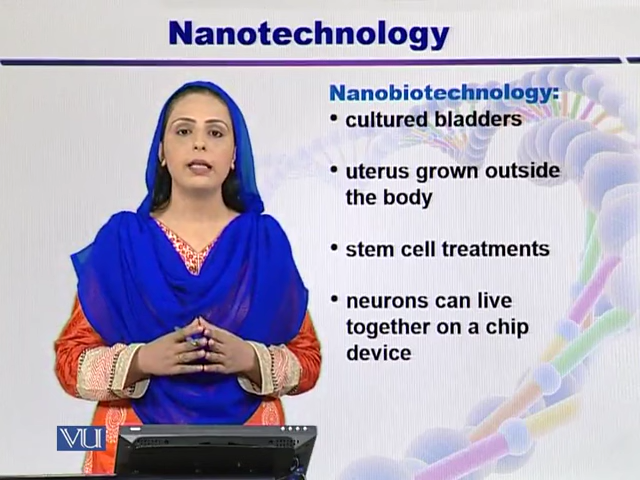 Nanotechnology
Nanobiotechnology:
• cultured bladders
• uterus grown outside
the body
• stem cell treatments
• neurons can live
together on a chip
device
VU